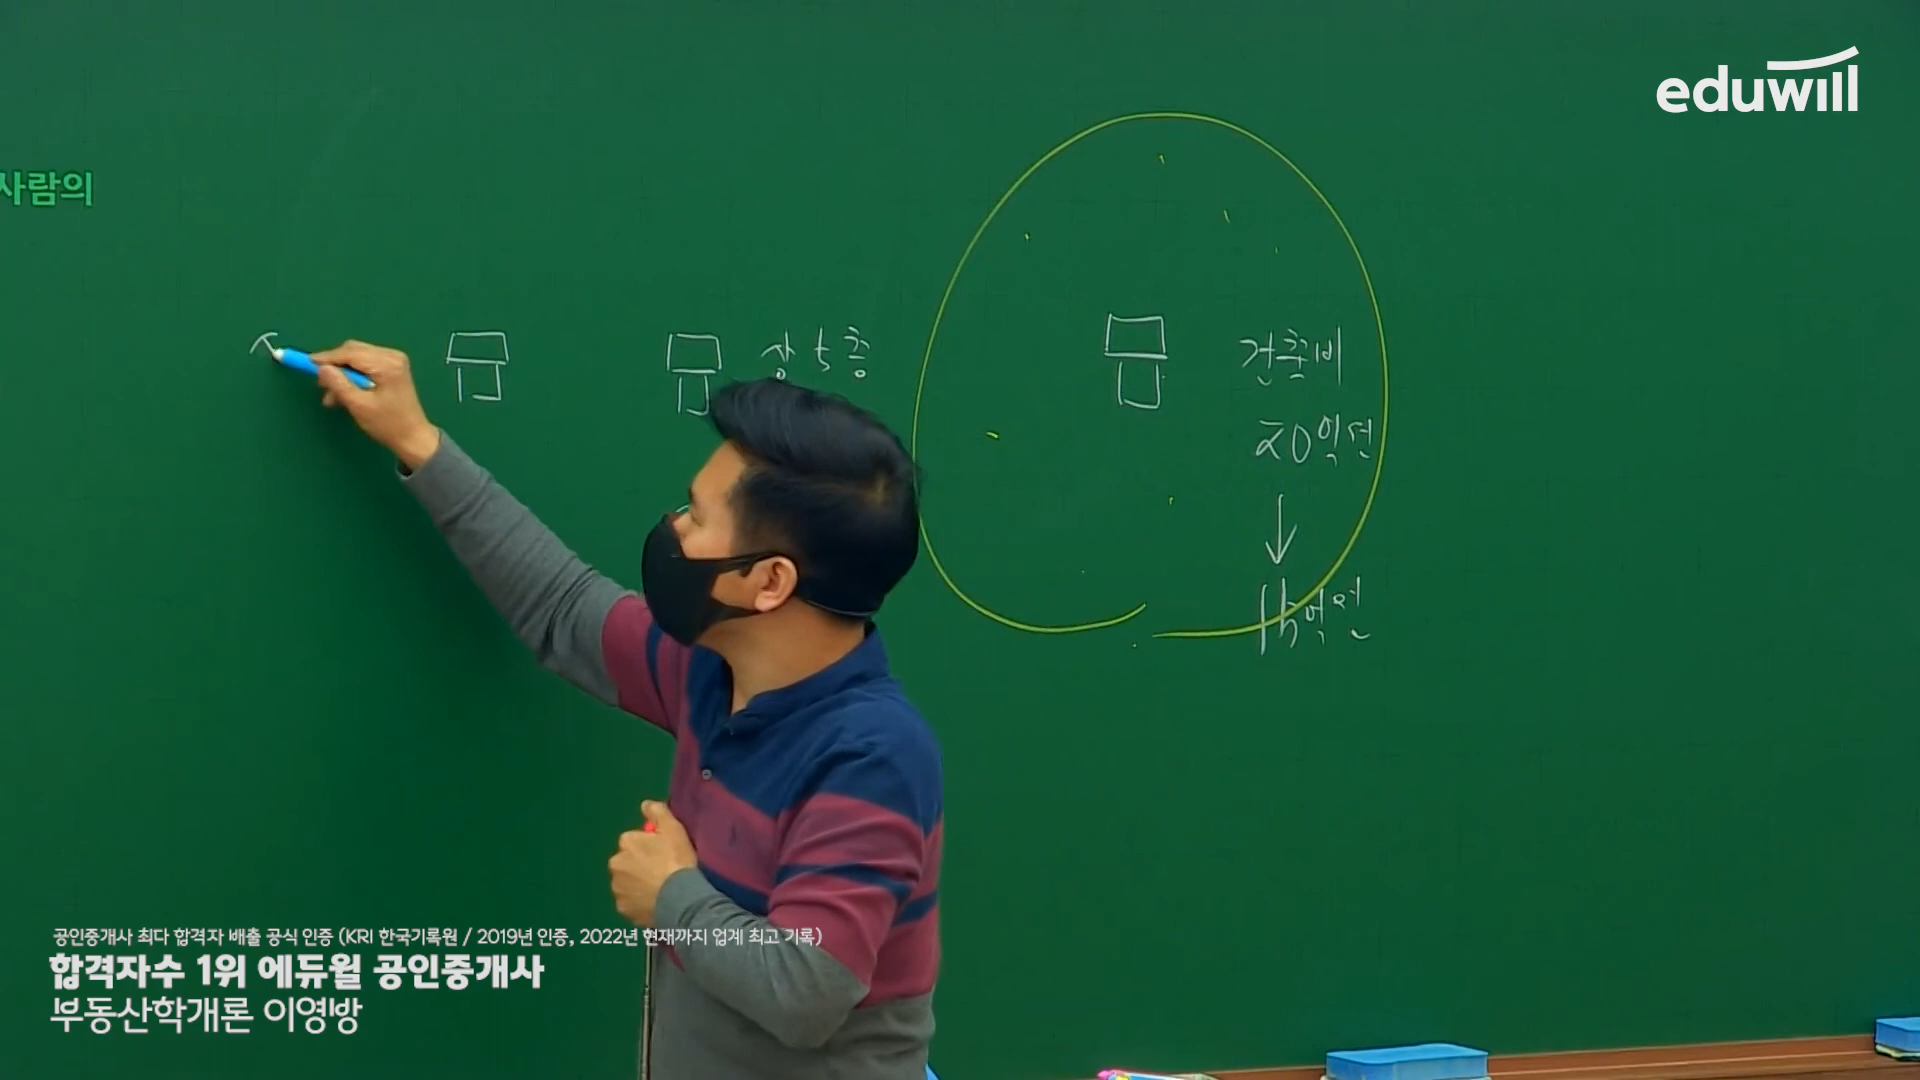 eduwill
사람의
상 5층
건축비
20억원
15억원
공인중개사 최다 합격자 배출 공식 인증 (KRI 한국기록원 / 2019년 인증, 2022년 현재까지 업계 최고 기록)
합격자수 1위 에듀윌 공인중개사
부동산학개론 이영방